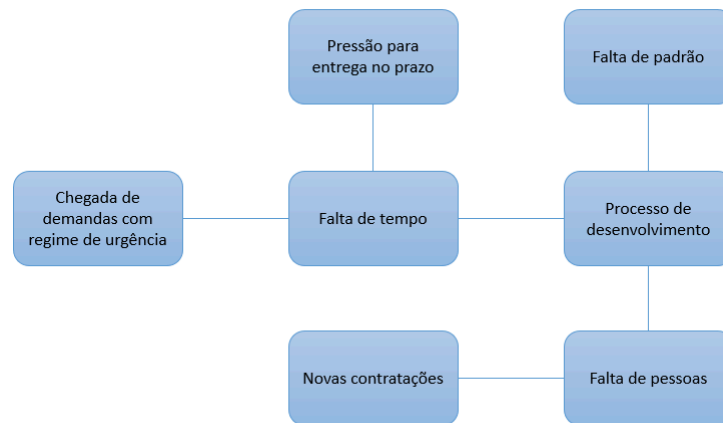 Pressão para
entrega no prazo
Falta de padrão
Chegada de
demandas com
regime de urgência
Falta de tempo
Processo de
desenvolvimento
Novas contratações
Falta de pessoas